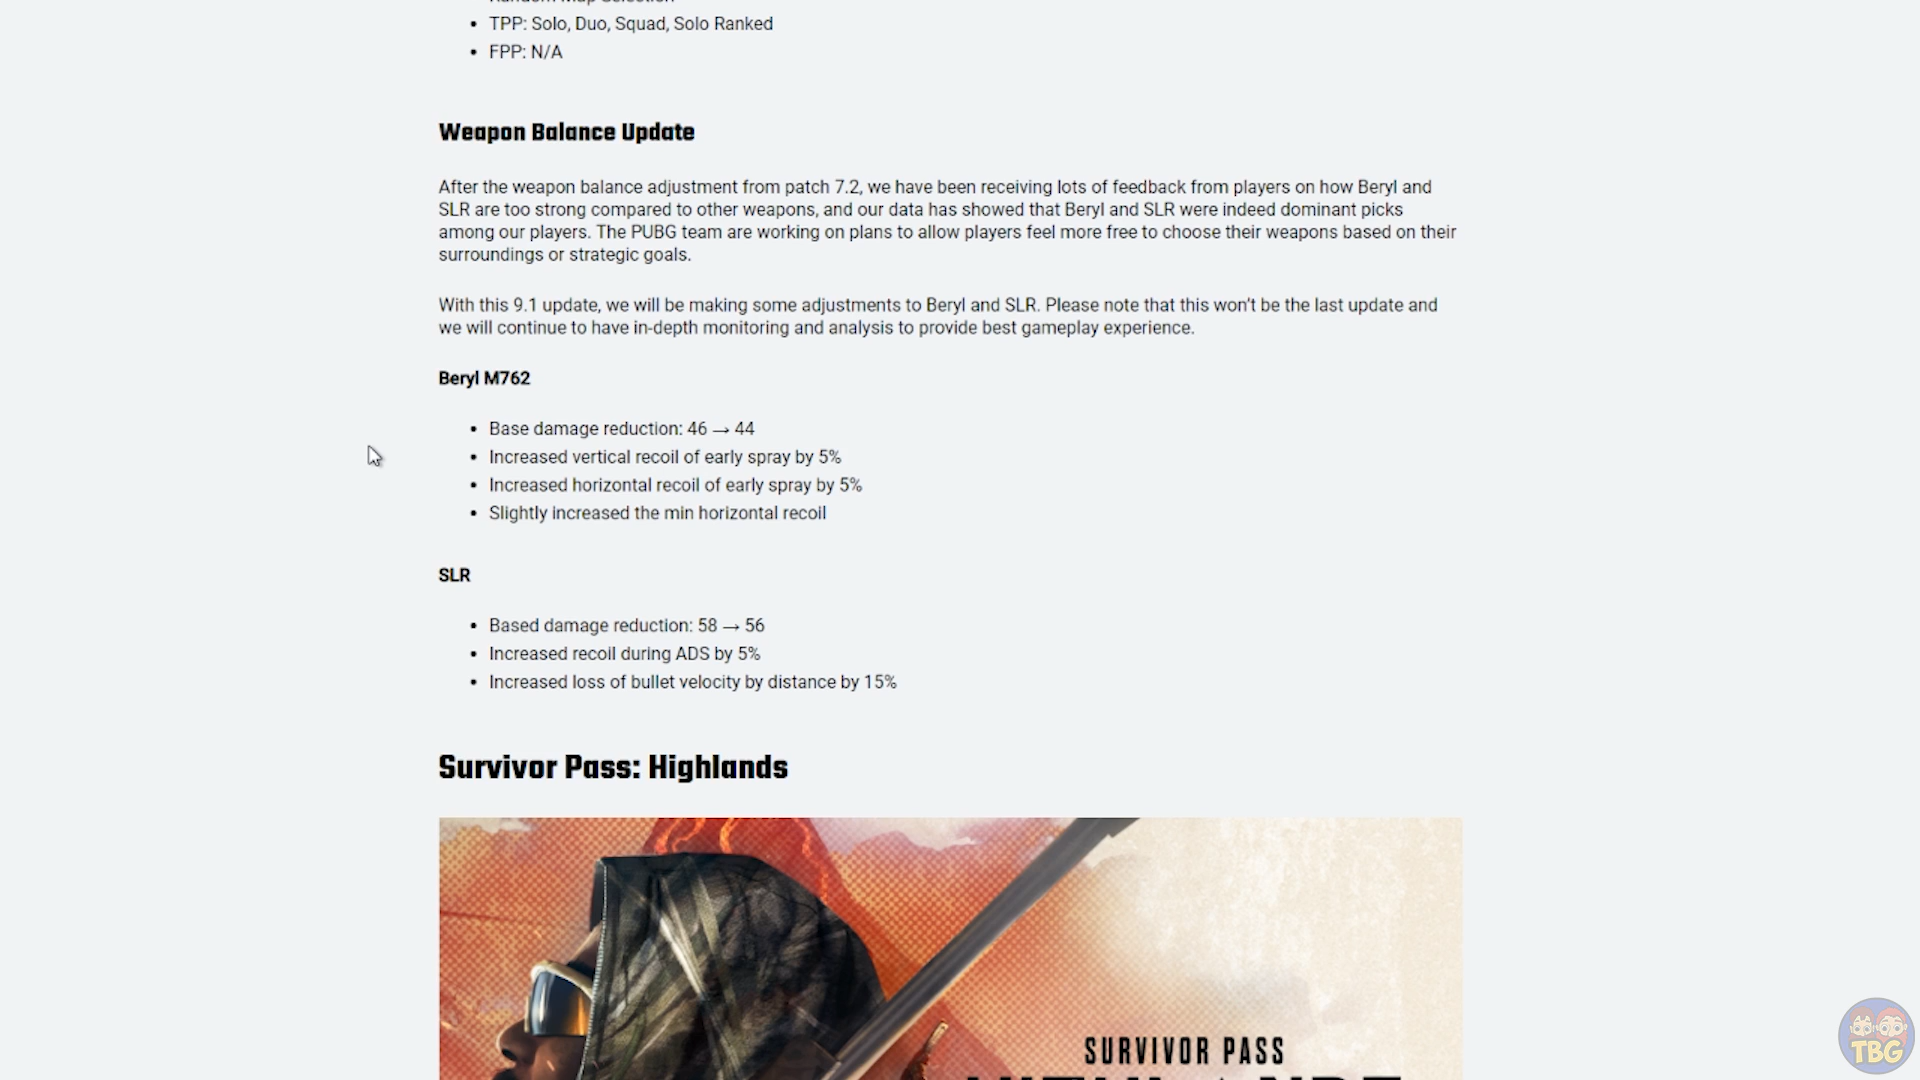 TPP: Solo, Duo, Squad, Solo Ranked
FPP: N/A
Weapon Balance Update
After the weapon balance adjustment from patch 7.2, we have been receiving lots of feedback from players on how Beryl and
SLR are too strong compared to other weapons, and our data has showed that Beryl and SLR were indeed dominant picks
among our players. The PUBG team are working on plans to allow players feel more free to choose their weapons based on their
surroundings or strategic goals.
With this 9.1 update, we will be making some adjustments to Beryl and SLR. Please note that this won't be the last update and
we will continue to have in-depth monitoring and analysis to provide best gameplay experience.
Beryl M762
Base damage reduction: 46 → 44
Increased vertical recoil of early spray by 5%
Increased horizontal recoil of early spray by 5%
Slightly increased the min horizontal recoil
SLR
Based damage reduction: 58 → 56
Increased recoil during ADS by 5%
Increased loss of bullet velocity by distance by 15%
Survivor Pass: Highlands
SURVIVOR PASS
TBG